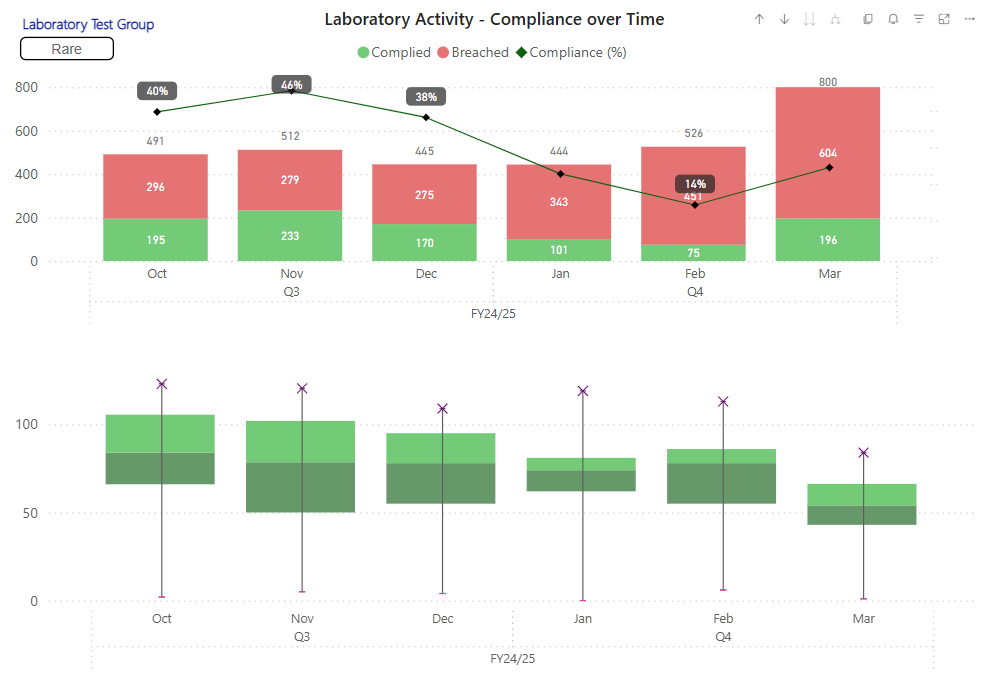 Laboratory Test Group
Rare
Laboratory Activity - Compliance over Time
Complied Breached Compliance (%)
800
600
400
200
0
40% 46% 38% 14%
491 512 445 444 526 800
296 279 275 343 451 604
195 233 170 101 75 196
Oct Nov Dec Jan Feb Mar
Q3 Q4
FY24/25
100
50
0
Oct Nov Dec Jan Feb Mar
Q3 Q4
FY24/25